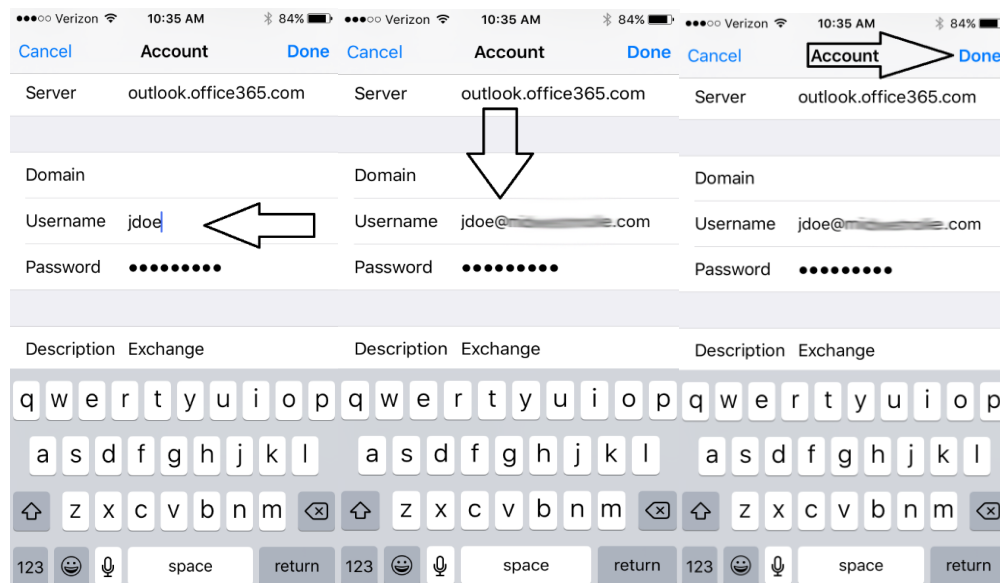 ●●●○○ Verizon 10:35 AM 84%
Cancel Account Done
Server outlook.office365.com
Domain
Username jdoe
Password ●●●●●●●●●
Description Exchange
q w e r t y u i o p
a s d f g h j k l
z x c v b n m
123 space return
●●●○○ Verizon 10:35 AM 84%
Cancel Account Done
Server outlook.office365.com
Domain
Username jdoe@ .com
Password ●●●●●●●●●
Description Exchange
q w e r t y u i o p
a s d f g h j k l
z x c v b n m
123 space return
●●●○○ Verizon 10:35 AM 84%
Cancel Account Done
Server outlook.office365.com
Domain
Username jdoe@ .com
Password ●●●●●●●●●
Description Exchange
q w e r t y u i o p
a s d f g h j k l
z x c v b n m
123 space return